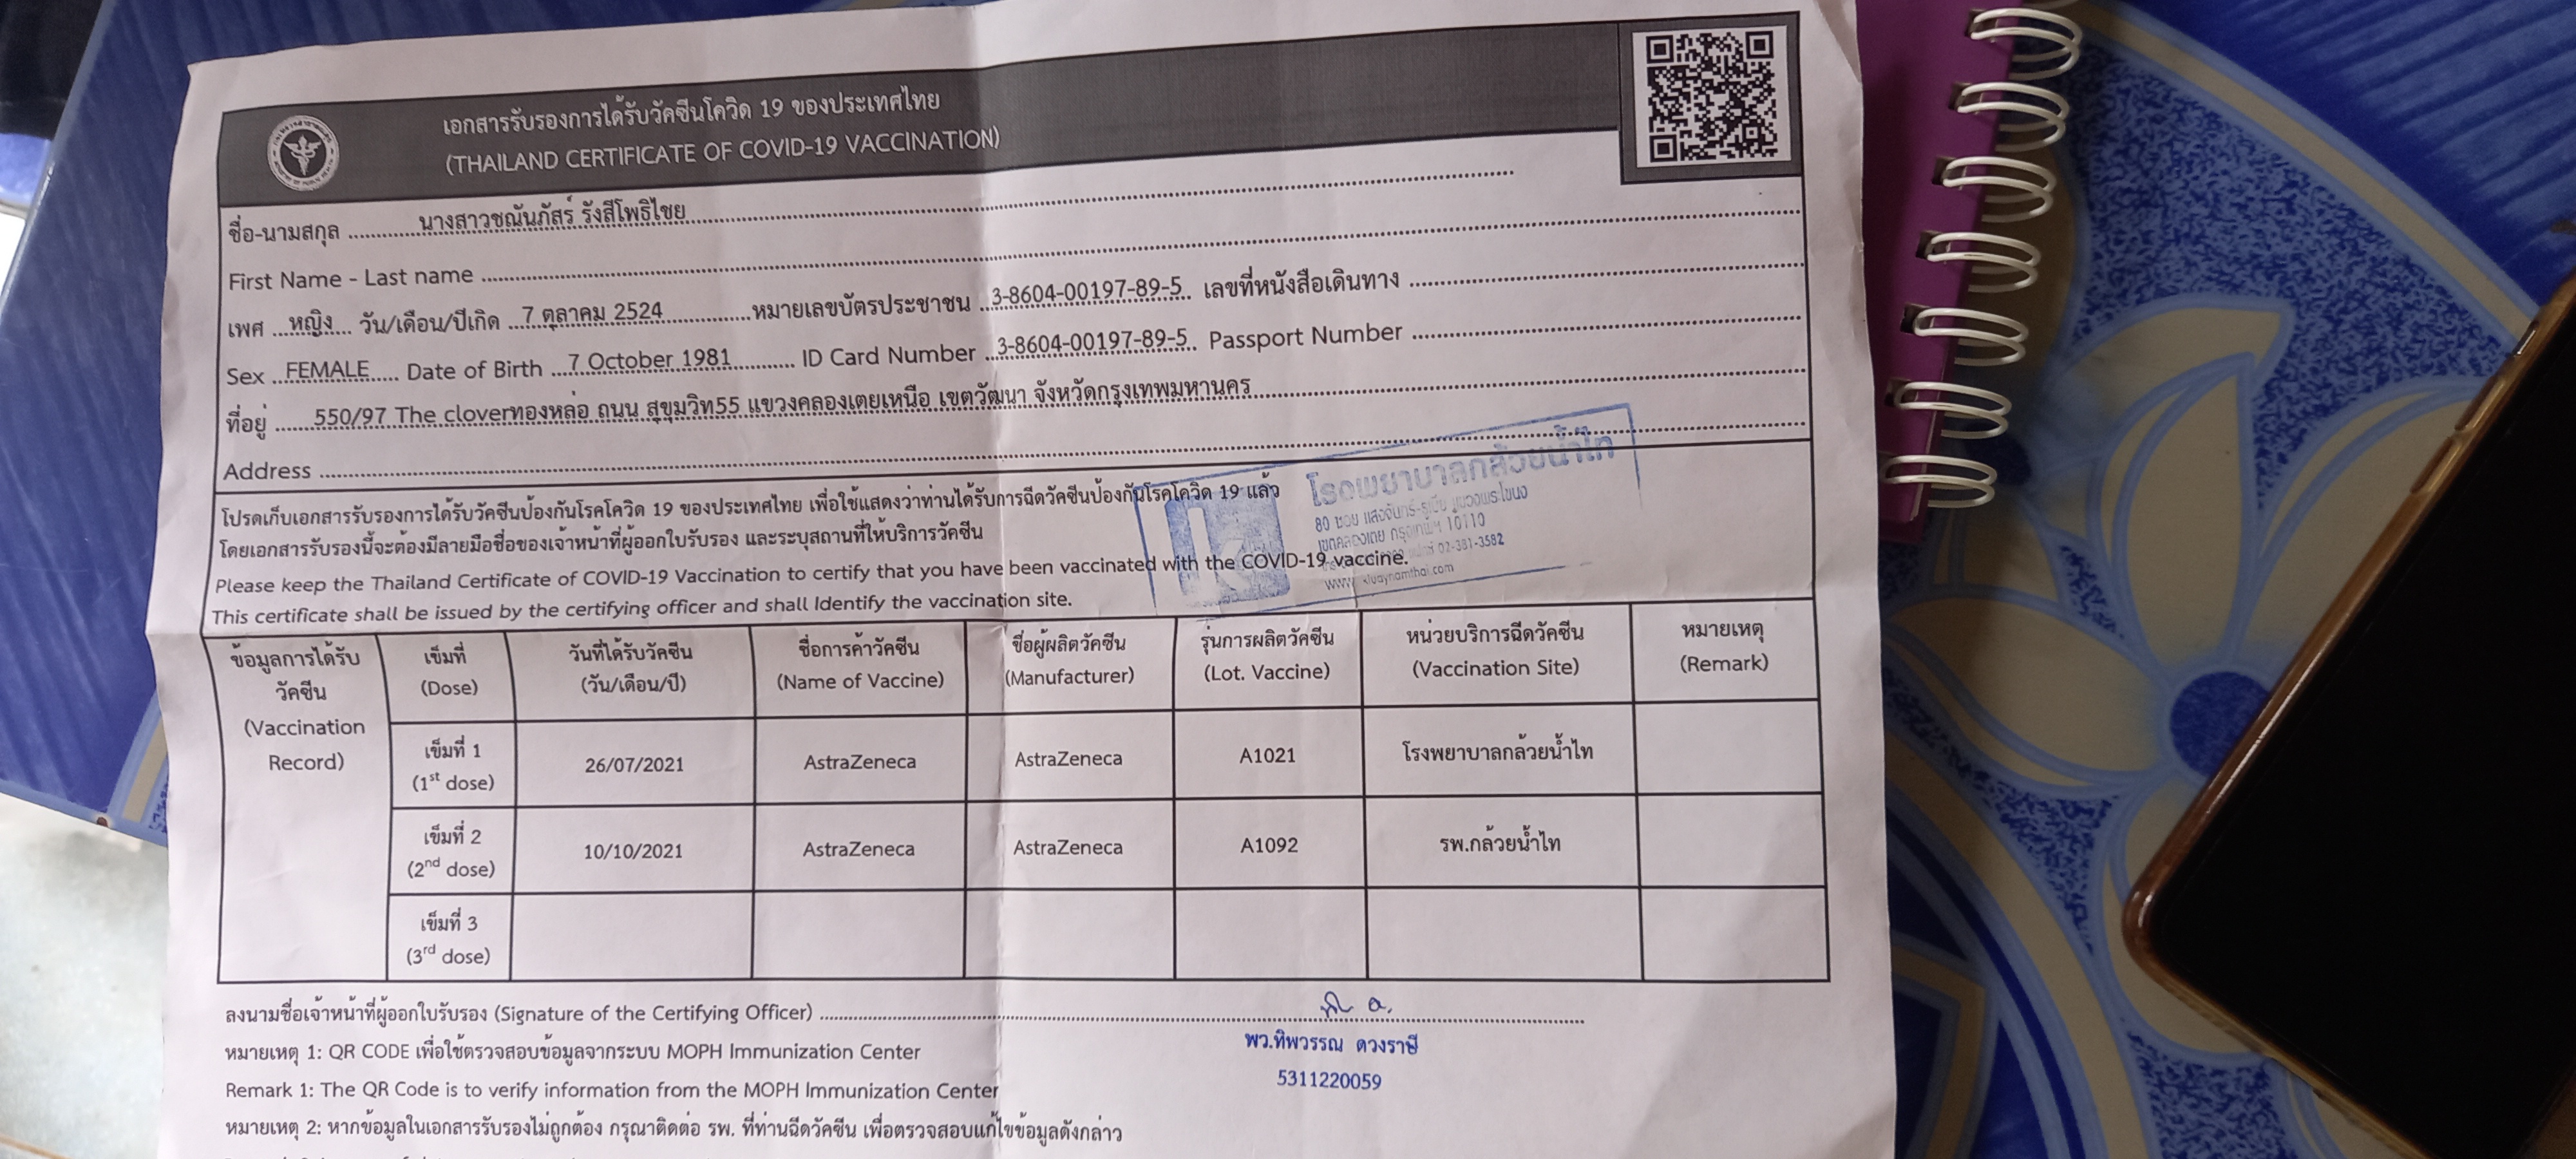 เอกสารรับรองการได้รับวัคซีนโควิด 19 ของประเทศไทย
(THAILAND CERTIFICATE OF COVID-19 VACCINATION)
ชื่อ-นามสกุล นางสาวชณันภัสร์ รังสีโพธิไชย
First Name - Last name
เพศ หญิง วัน/เดือน/ปีเกิด 7 ตุลาคม 2524 หมายเลขบัตรประชาชน 3-8604-00197-89-5 เลขที่หนังสือเดินทาง
Sex FEMALE Date of Birth 7 October 1981 ID Card Number 3-8604-00197-89-5 Passport Number
ที่อยู่ 550/97 The cloverทองหล่อ ถนน สุขุมวิท55 แขวงคลองเตยเหนือ เขตวัฒนา จังหวัดกรุงเทพมหานคร
Address
โปรดเก็บเอกสารรับรองการได้รับวัคซีนป้องกันโรคโควิด 19 ของประเทศไทย เพื่อใช้แสดงว่าท่านได้รับการฉีดวัคซีนป้องกันโรคโควิด 19 แล้ว
โดยเอกสารรับรองนี้จะต้องมีลายมือชื่อของเจ้าหน้าที่ผู้ออกใบรับรอง และระบุสถานที่ให้บริการวัคซีน
Please keep the Thailand Certificate of COVID-19 Vaccination to certify that you have been vaccinated with the COVID-19 vaccine.
This certificate shall be issued by the certifying officer and shall Identify the vaccination site.
โรงพยาบาลกล้วยน้ำไท
80 ซอย แสงจันทร์-รูเบีย แขวงพระโขนง
เขตคลองเตย กรุงเทพฯ 10110
02-381-3582
ข้อมูลการได้รับวัคซีน (Vaccination Record)
เข็มที่ (Dose)
วันที่ได้รับวัคซีน (วัน/เดือน/ปี)
ชื่อการค้าวัคซีน (Name of Vaccine)
ชื่อผู้ผลิตวัคซีน (Manufacturer)
รุ่นการผลิตวัคซีน (Lot. Vaccine)
หน่วยบริการฉีดวัคซีน (Vaccination Site)
หมายเหตุ (Remark)
เข็มที่ 1 (1st dose) 26/07/2021 AstraZeneca AstraZeneca A1021 โรงพยาบาลกล้วยน้ำไท
เข็มที่ 2 (2nd dose) 10/10/2021 AstraZeneca AstraZeneca A1092 รพ.กล้วยน้ำไท
เข็มที่ 3 (3rd dose)
ลงนามชื่อเจ้าหน้าที่ผู้ออกใบรับรอง (Signature of the Certifying Officer)
พว.ทิพวรรณ ดวงราษี
5311220059
หมายเหตุ 1: QR CODE เพื่อใช้ตรวจสอบข้อมูลจากระบบ MOPH Immunization Center
Remark 1: The QR Code is to verify information from the MOPH Immunization Center
หมายเหตุ 2: หากข้อมูลในเอกสารรับรองไม่ถูกต้อง กรุณาติดต่อ รพ. ที่ท่านฉีดวัคซีน เพื่อตรวจสอบแก้ไขข้อมูลดังกล่าว